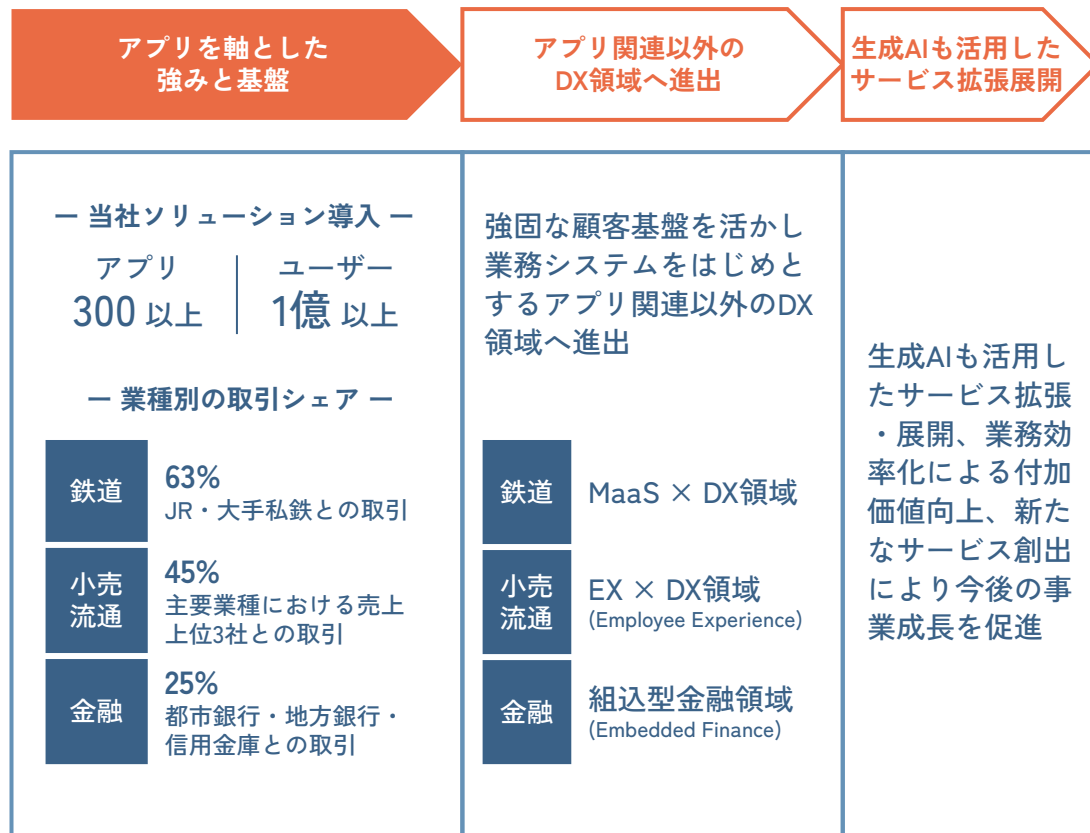 アプリを軸とした
強みと基盤
アプリ関連以外の
DX領域へ進出
生成AIも活用した
サービス拡張展開
ー 当社ソリューション導入 ー
アプリ
300 以上
ユーザー
1億 以上
ー 業種別の取引シェア ー
鉄道
63%
JR・大手私鉄との取引
小売
流通
45%
主要業種における売上
上位3社との取引
金融
25%
都市銀行・地方銀行・
信用金庫との取引
強固な顧客基盤を活かし
業務システムをはじめと
するアプリ関連以外のDX
領域へ進出
鉄道
MaaS × DX領域
小売
流通
EX × DX領域
(Employee Experience)
金融
組込型金融領域
(Embedded Finance)
生成AIも活用し
たサービス拡張
・展開、業務効
率化による付加
価値向上、新た
なサービス創出
により今後の事
業成長を促進